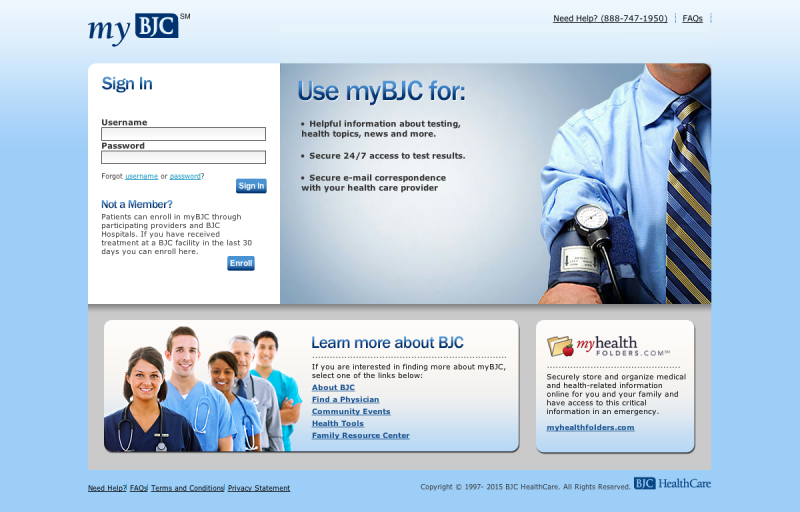 my BJC SM
Need Help? (888-747-1950)
FAQs
Sign In
Username
Password
Forgot username or password?
Sign In
Not a Member?
Patients can enroll in myBJC through
participating providers and BJC
Hospitals. If you have received
treatment at a BJC facility in the last 30
days you can enroll here.
Enroll
Use myBJC for:
• Helpful information about testing,
health topics, news and more.
• Secure 24/7 access to test results.
• Secure e-mail correspondence
with your health care provider
Learn more about BJC
If you are interested in finding more about myBJC,
select one of the links below:
About BJC
Find a Physician
Community Events
Health Tools
Family Resource Center
myhealth
FOLDERS.COM
Securely store and organize medical
and health-related information
online for you and your family and
have access to this critical
information in an emergency.
myhealthfolders.com
Need Help? FAQs Terms and Conditions Privacy Statement
Copyright © 1997- 2015 BJC HealthCare. All Rights Reserved. BJC HealthCare